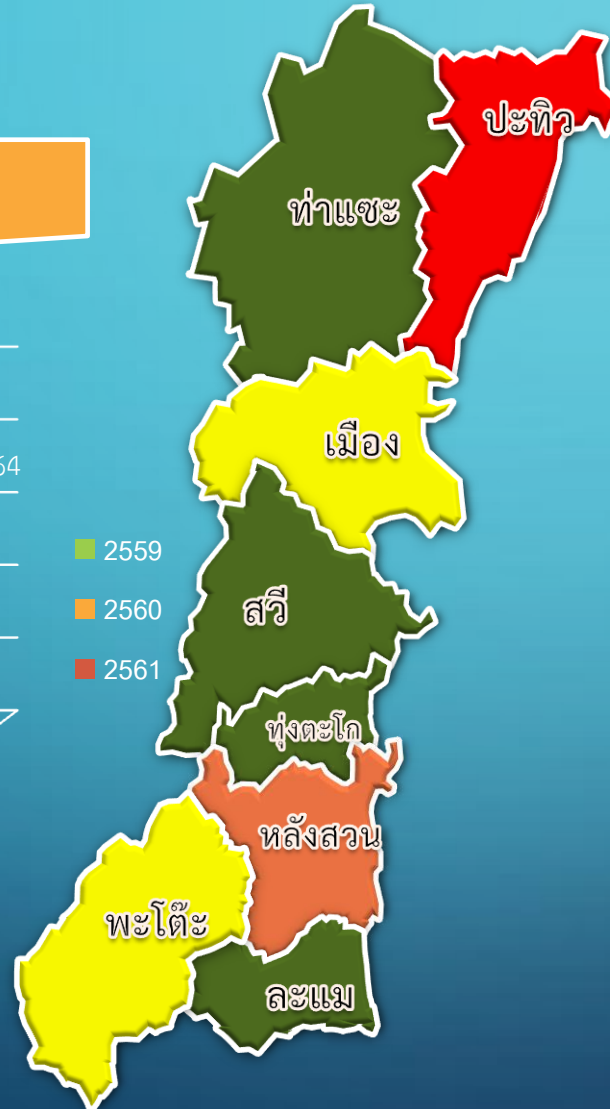 ปะทิว
ท่าแซะ
เมือง
64
2559
2560
2561
สวี
ทุ่งตะโก
หลังสวน
พะโต๊ะ
ละแม